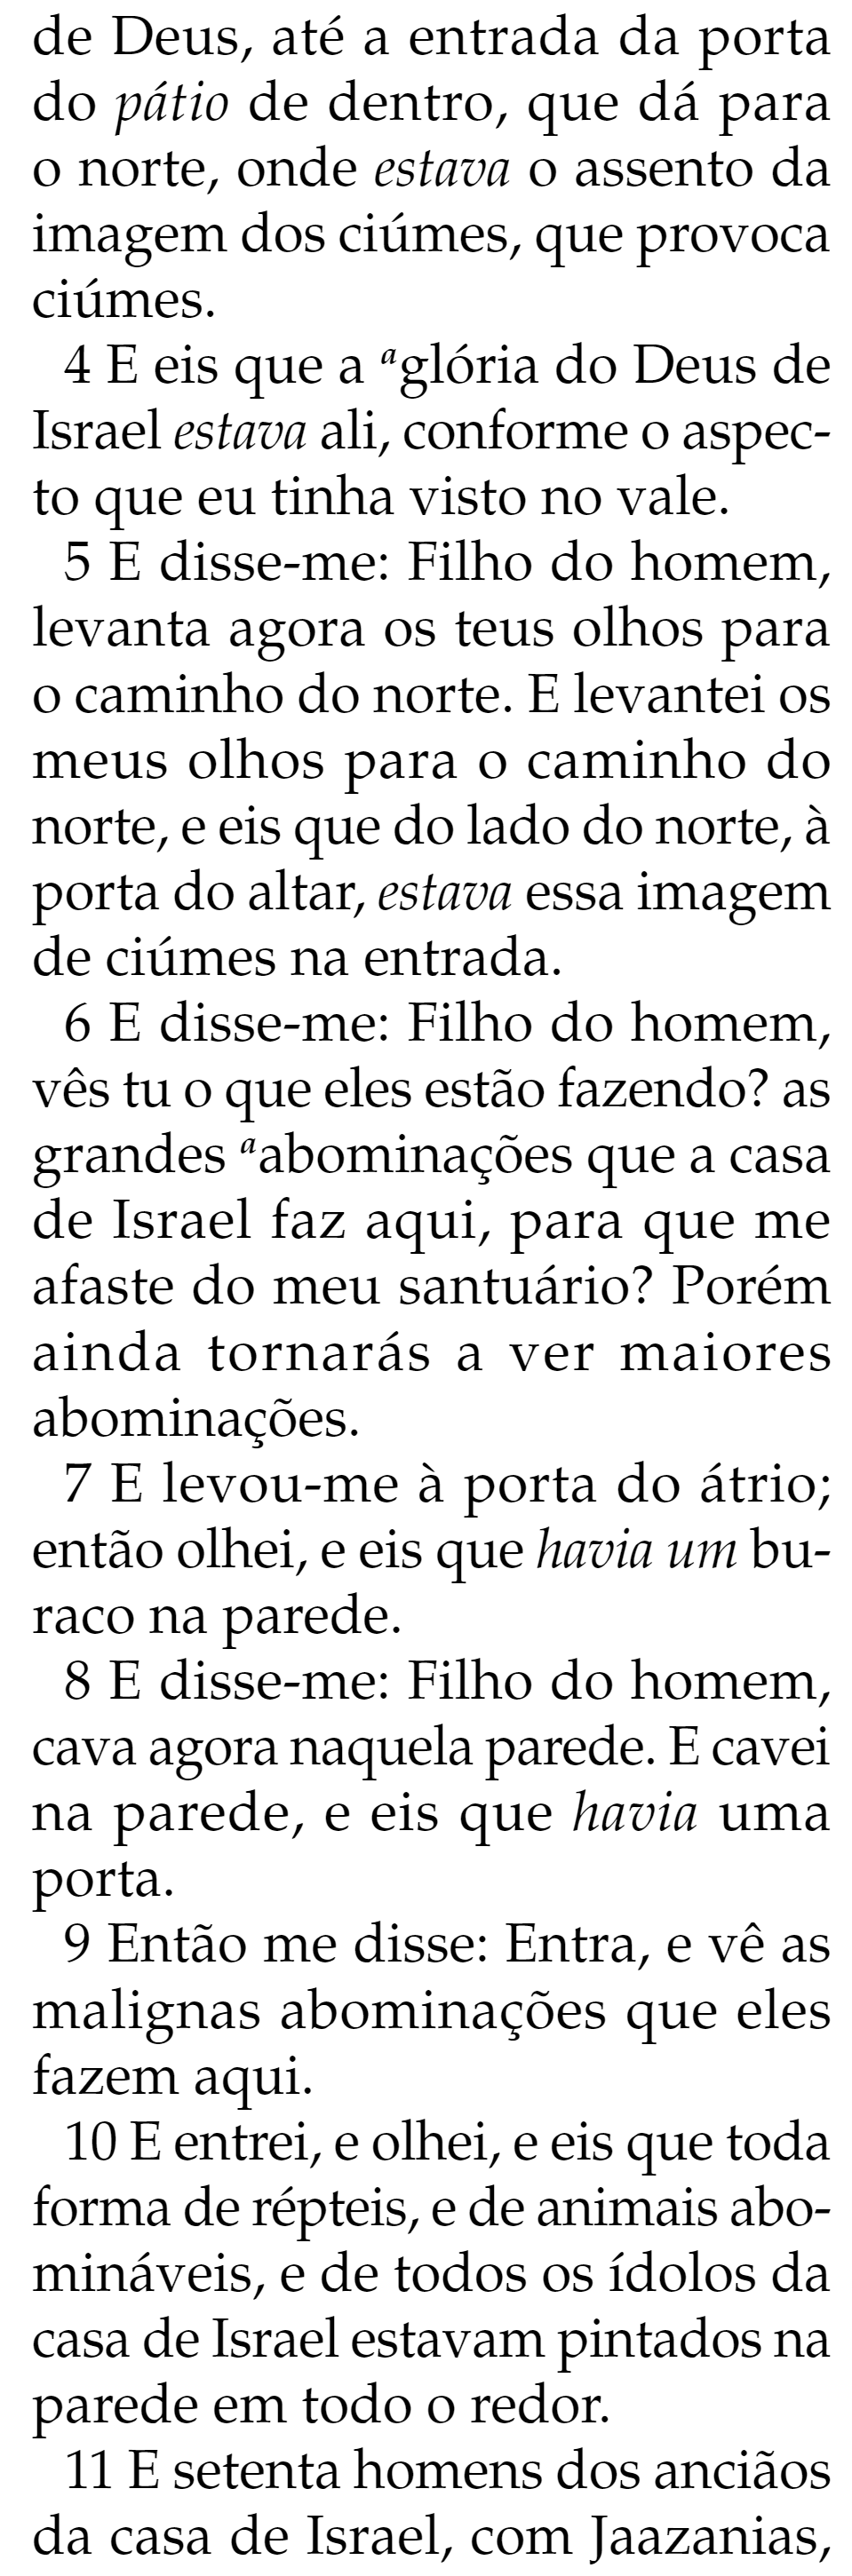 de Deus, até a entrada da porta
do pátio de dentro, que dá para
o norte, onde estava o assento da
imagem dos ciúmes, que provoca
ciúmes.
4 E eis que a ᵃglória do Deus de
Israel estava ali, conforme o aspec-
to que eu tinha visto no vale.
5 E disse-me: Filho do homem,
levanta agora os teus olhos para
o caminho do norte. E levantei os
meus olhos para o caminho do
norte, e eis que do lado do norte, à
porta do altar, estava essa imagem
de ciúmes na entrada.
6 E disse-me: Filho do homem,
vês tu o que eles estão fazendo? as
grandes ᵃabominações que a casa
de Israel faz aqui, para que me
afaste do meu santuário? Porém
ainda tornarás a ver maiores
abominações.
7 E levou-me à porta do átrio;
então olhei, e eis que havia um bu-
raco na parede.
8 E disse-me: Filho do homem,
cava agora naquela parede. E cavei
na parede, e eis que havia uma
porta.
9 Então me disse: Entra, e vê as
malignas abominações que eles
fazem aqui.
10 E entrei, e olhei, e eis que toda
forma de répteis, e de animais abo-
mináveis, e de todos os ídolos da
casa de Israel estavam pintados na
parede em todo o redor.
11 E setenta homens dos anciãos
da casa de Israel, com Jaazanias,